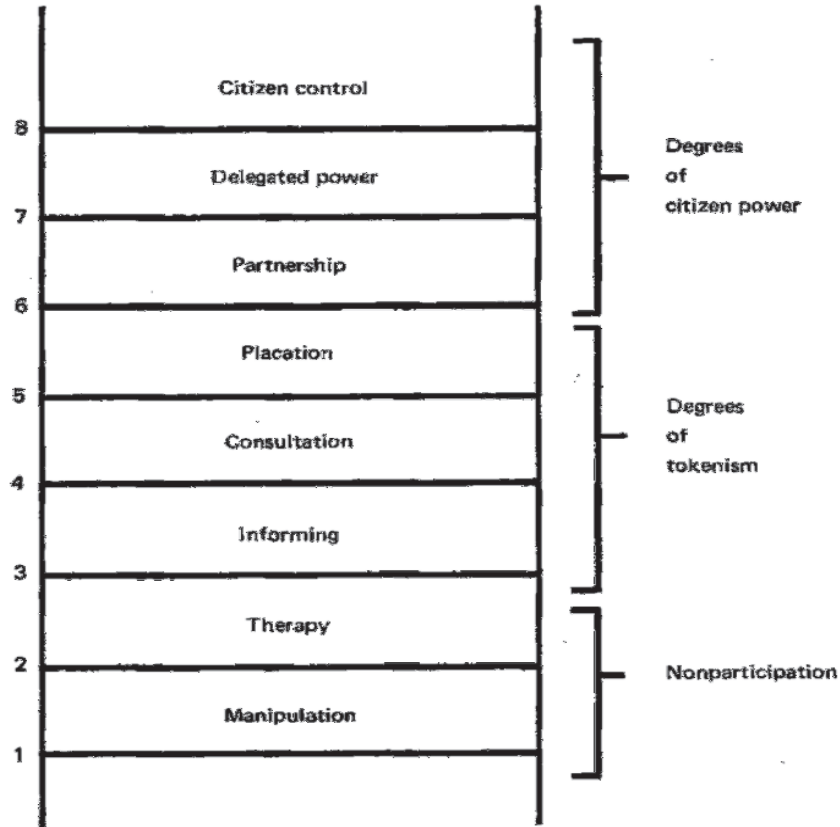 Citizen control
8
Delegated power
7
Partnership
6
Placation
5
Consultation
4
Informing
3
Therapy
2
Manipulation
1
Degrees
of
citizen power
Degrees
of
tokenism
Nonparticipation